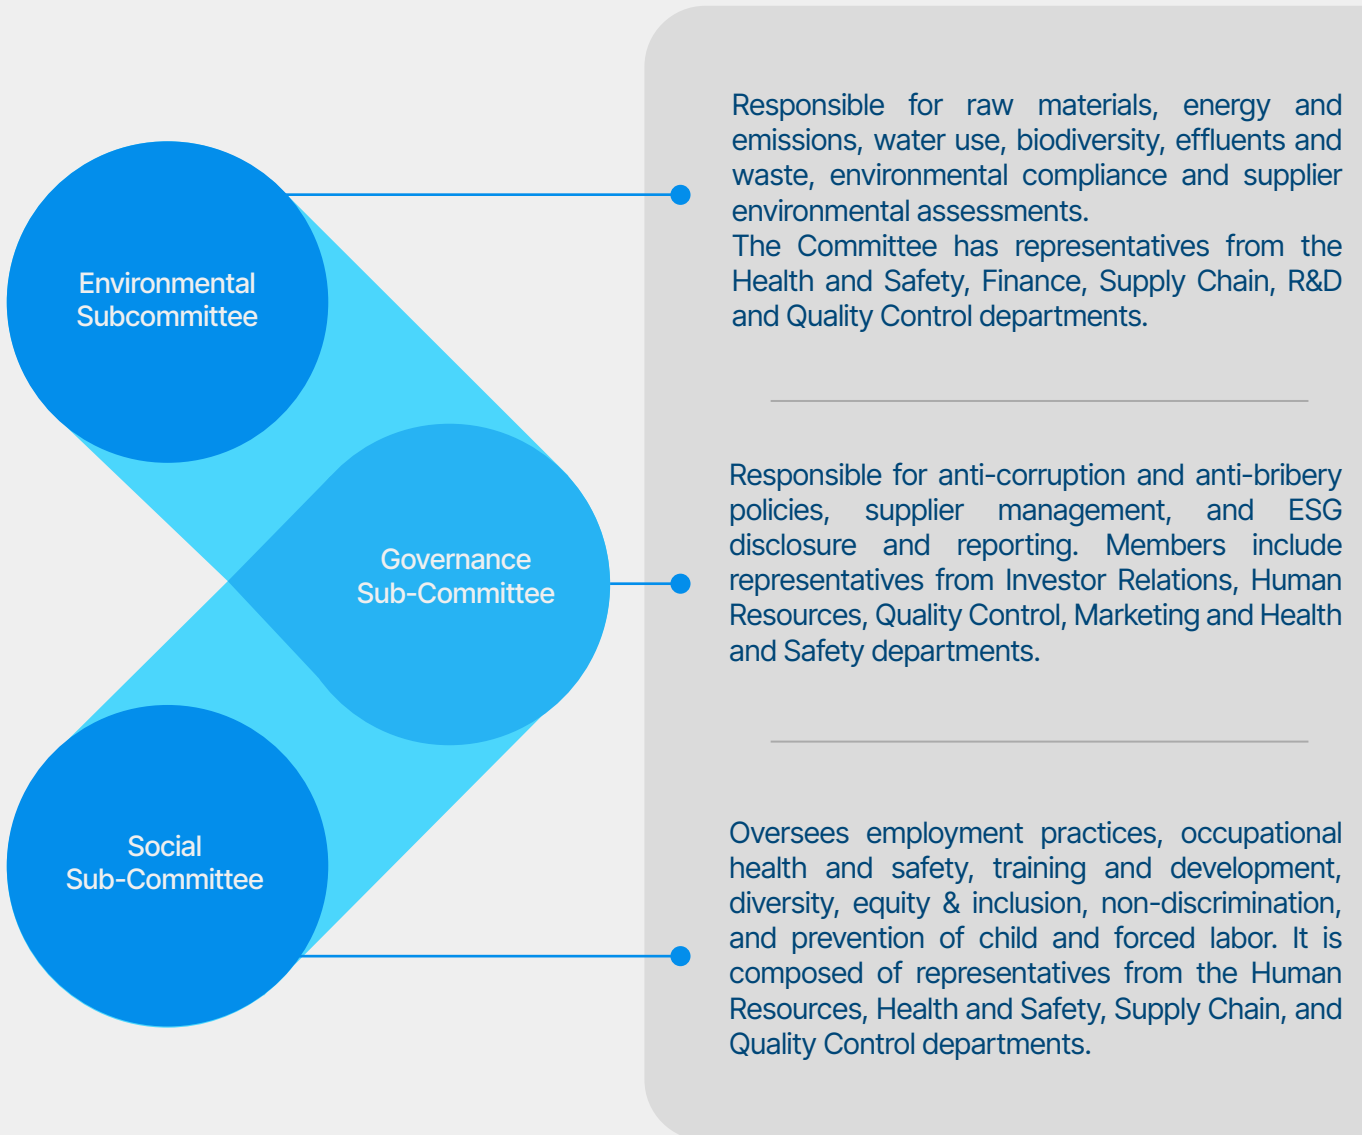 Environmental
Subcommittee
Responsible for raw materials, energy and
emissions, water use, biodiversity, effluents and
waste, environmental compliance and supplier
environmental assessments.
The Committee has representatives from the
Health and Safety, Finance, Supply Chain, R&D
and Quality Control departments.
Governance
Sub-Committee
Responsible for anti-corruption and anti-bribery
policies, supplier management, and ESG
disclosure and reporting. Members include
representatives from Investor Relations, Human
Resources, Quality Control, Marketing and Health
and Safety departments.
Social
Sub-Committee
Oversees employment practices, occupational
health and safety, training and development,
diversity, equity & inclusion, non-discrimination,
and prevention of child and forced labor. It is
composed of representatives from the Human
Resources, Health and Safety, Supply Chain, and
Quality Control departments.